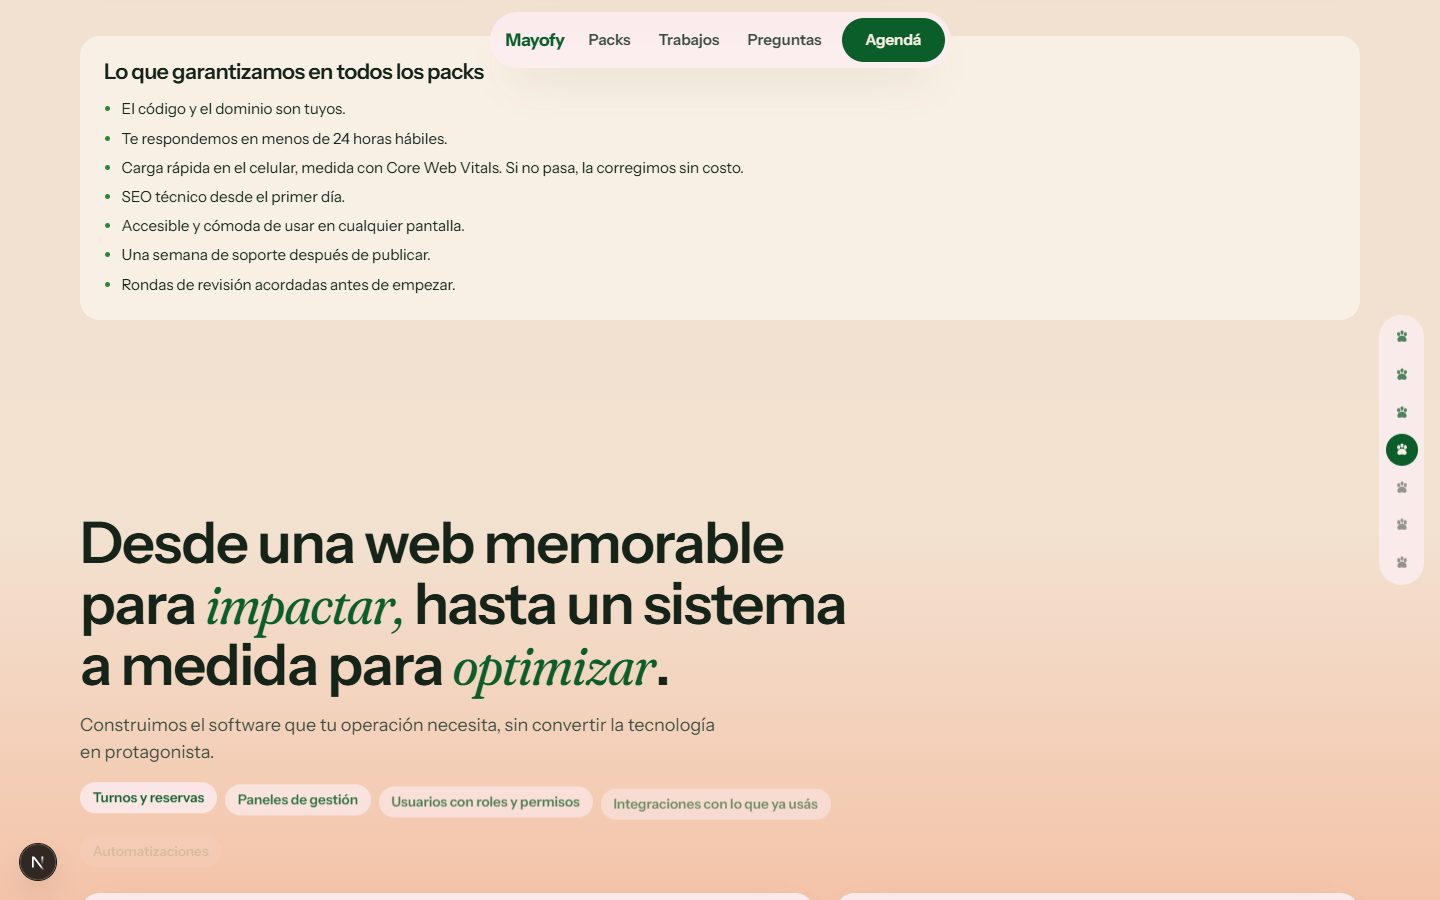 Mayofy Packs Trabajos Preguntas Agendá
Lo que garantizamos en todos los packs
El código y el dominio son tuyos.
Te respondemos en menos de 24 horas hábiles.
Carga rápida en el celular, medida con Core Web Vitals. Si no pasa, la corregimos sin costo.
SEO técnico desde el primer día.
Accesible y cómoda de usar en cualquier pantalla.
Una semana de soporte después de publicar.
Rondas de revisión acordadas antes de empezar.
Desde una web memorable
para impactar, hasta un sistema
a medida para optimizar.
Construimos el software que tu operación necesita, sin convertir la tecnología
en protagonista.
Turnos y reservas Paneles de gestión Usuarios con roles y permisos Integraciones con lo que ya usás
Automatizaciones
N